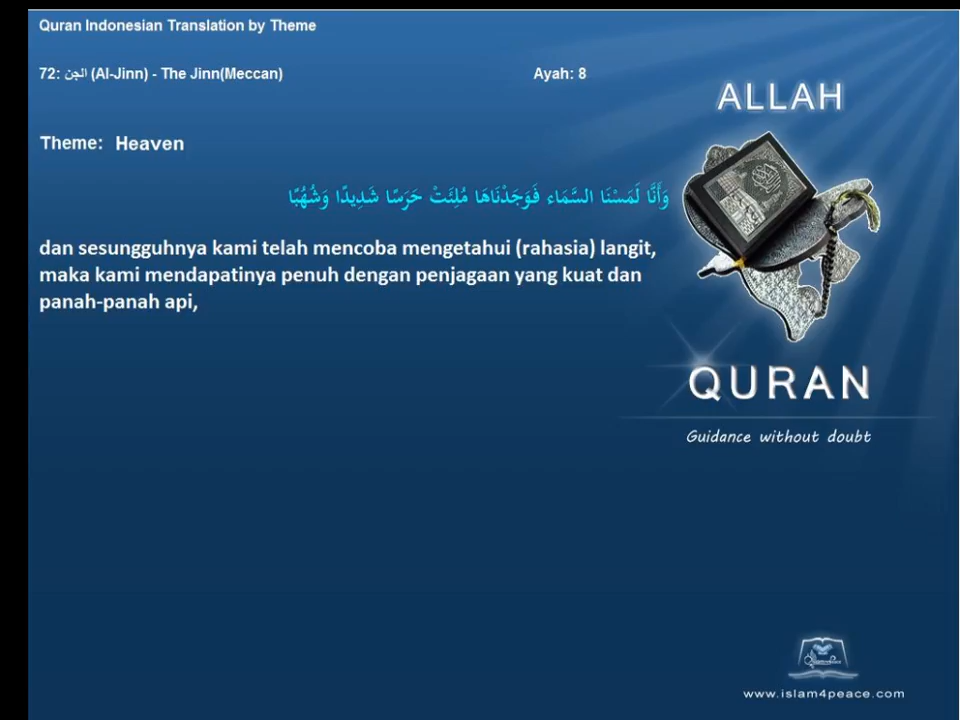 Quran Indonesian Translation by Theme
72: الجن (Al-Jinn) - The Jinn(Meccan)
Ayah: 8
Theme: Heaven
وَأَنَّا لَمَسْنَا السَّمَاء فَوَجَدْنَاهَا مُلِئَتْ حَرَسًا شَدِيدًا وَشُهُبًا
dan sesungguhnya kami telah mencoba mengetahui (rahasia) langit,
maka kami mendapatinya penuh dengan penjagaan yang kuat dan
panah-panah api,
ALLAH
QURAN
Guidance without doubt
www.islam4peace.com